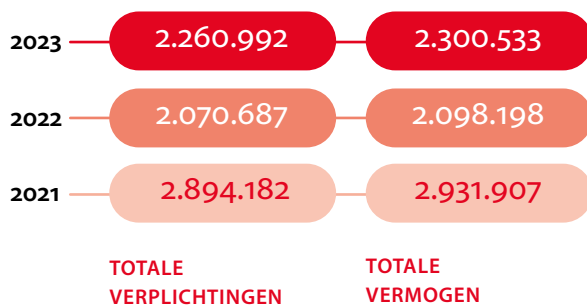 2023 2.260.992 2.300.533
2022 2.070.687 2.098.198
2021 2.894.182 2.931.907
TOTALE VERPLICHTINGEN
TOTALE VERMOGEN